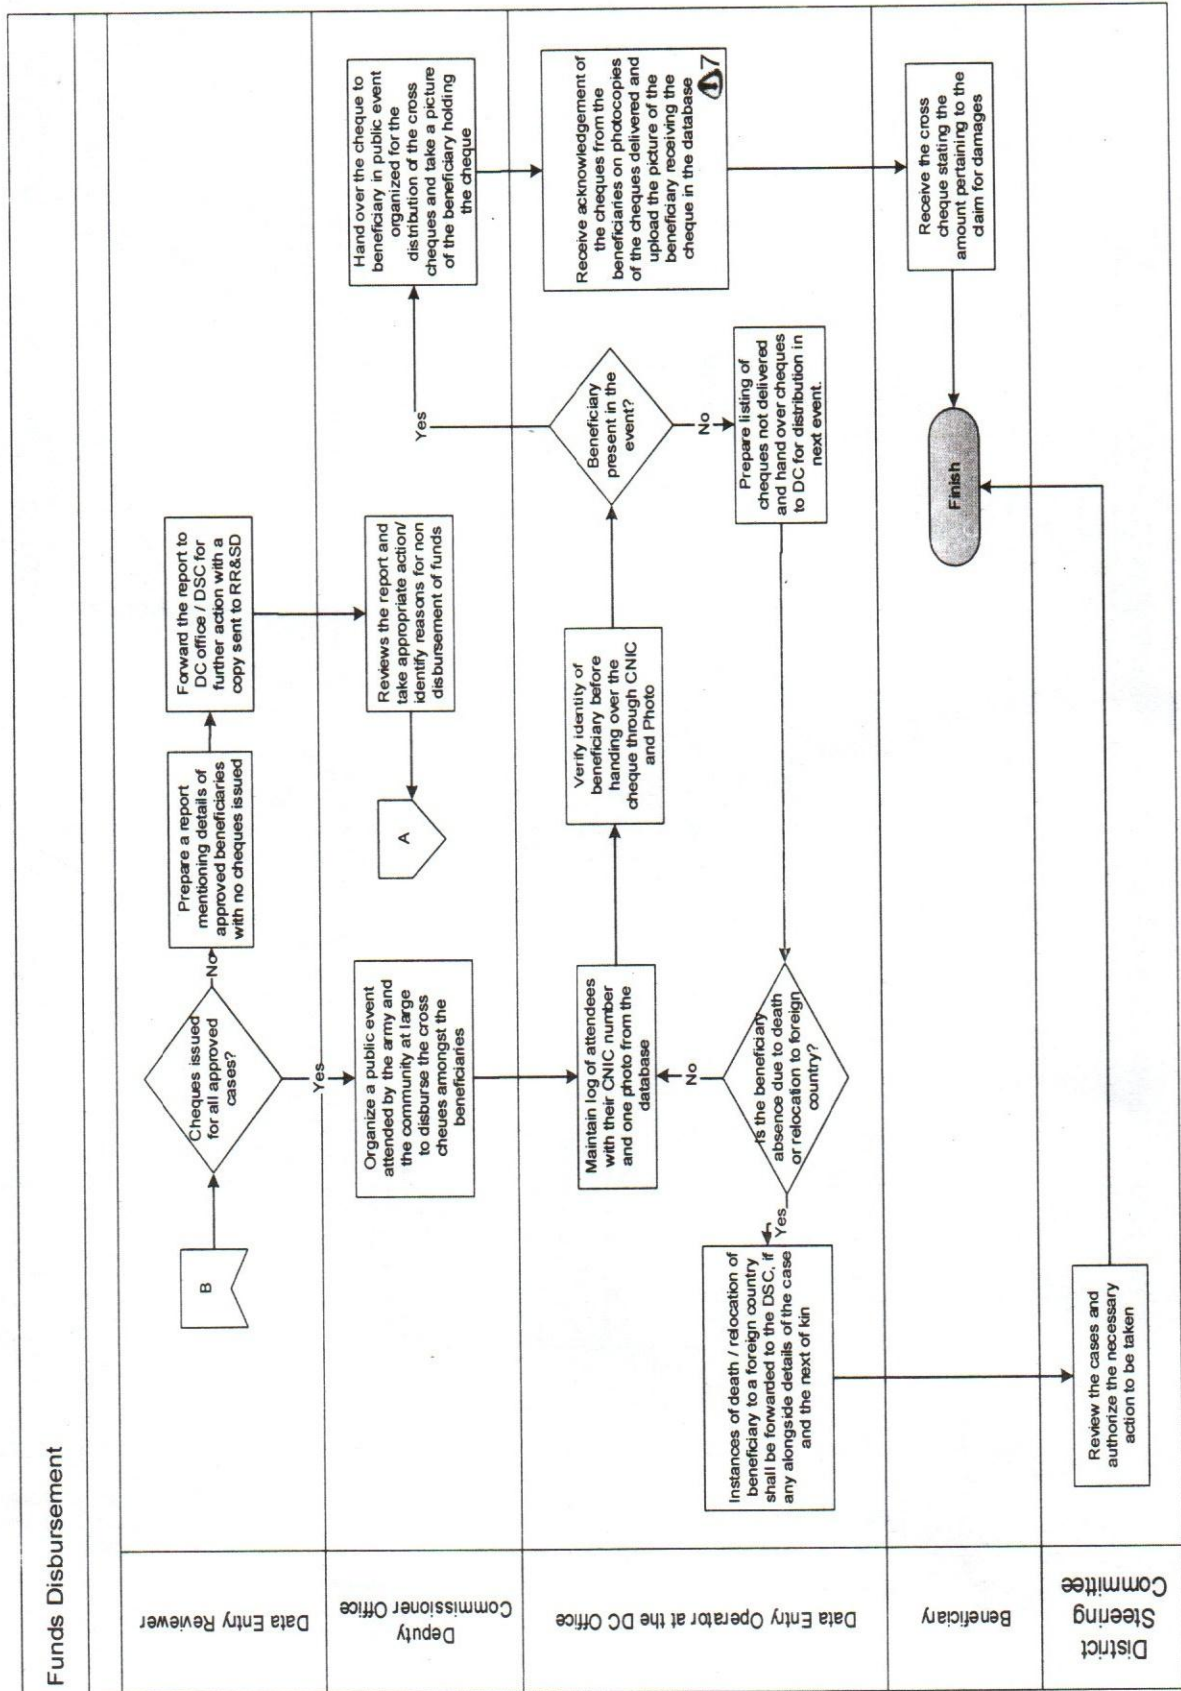 Funds Disbursement
Data Entry Reviewer
B
Cheques issued
for all approved
cases?
No
Yes
Prepare a report
mentioning details of
approved beneficiaries
with no cheques issued
Forward the report to
DC office / DSC for
further action with a
copy sent to RR&SD
Deputy
Commissioner Office
Organize a public event
attended by the army and
the community at large
to disburse the cross
cheues amongst the
beneficiaries
A
Reviews the report and
take appropriate action/
identify reasons for non
disbursement of funds
Hand over the cheque to
beneficiary in public event
organized for the
distribution of the cross
cheques and take a picture
of the beneficiary holding
the cheque
Data Entry Operator at the DC Office
Maintain log of attendees
with their CNIC number
and one photo from the
database
Verify identity of
beneficiary before
handing over the
cheque through CNIC
and Photo
Beneficiary
present in the
event?
Yes
No
Receive acknowledgement of
the cheques from the
beneficiaries on photocopies
of the cheques delivered and
upload the picture of the
beneficiary receiving the
cheque in the database
7
Prepare listing of
cheques not delivered
and hand over cheques
to DC for distribution in
next event.
Is the beneficiary
absence due to death
or relocation to foreign
country?
No
Yes
Instances of death / relocation of
beneficiary to a foreign country
shall be forwarded to the DSC, if
any alongside details of the case
and the next of kin
Beneficiary
Receive the cross
cheque stating the
amount pertaining to the
claim for damages
Finish
District
Steering
Committee
Review the cases and
authorize the necessary
action to be taken